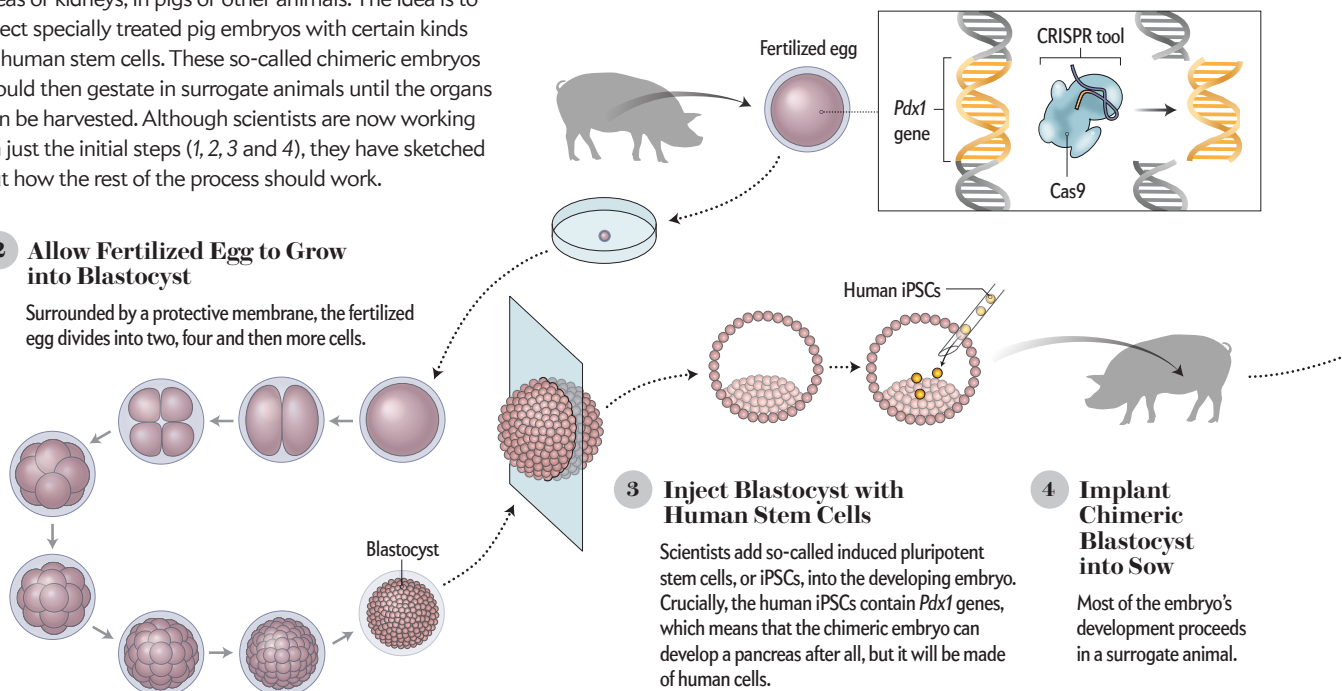 or kidneys, in pigs or other animals. The idea is to
specially treated pig embryos with certain kinds
human stem cells. These so-called chimeric embryos
then gestate in surrogate animals until the organs
be harvested. Although scientists are now working
just the initial steps (1, 2, 3 and 4), they have sketched
how the rest of the process should work.
Fertilized egg
Pdx1
gene
CRISPR tool
Cas9
2 Allow Fertilized Egg to Grow
into Blastocyst
Surrounded by a protective membrane, the fertilized
egg divides into two, four and then more cells.
Blastocyst
Human iPSCs
3 Inject Blastocyst with
Human Stem Cells
Scientists add so-called induced pluripotent
stem cells, or iPSCs, into the developing embryo.
Crucially, the human iPSCs contain Pdx1 genes,
which means that the chimeric embryo can
develop a pancreas after all, but it will be made
of human cells.
4 Implant
Chimeric
Blastocyst
into Sow
Most of the embryo's
development proceeds
in a surrogate animal.